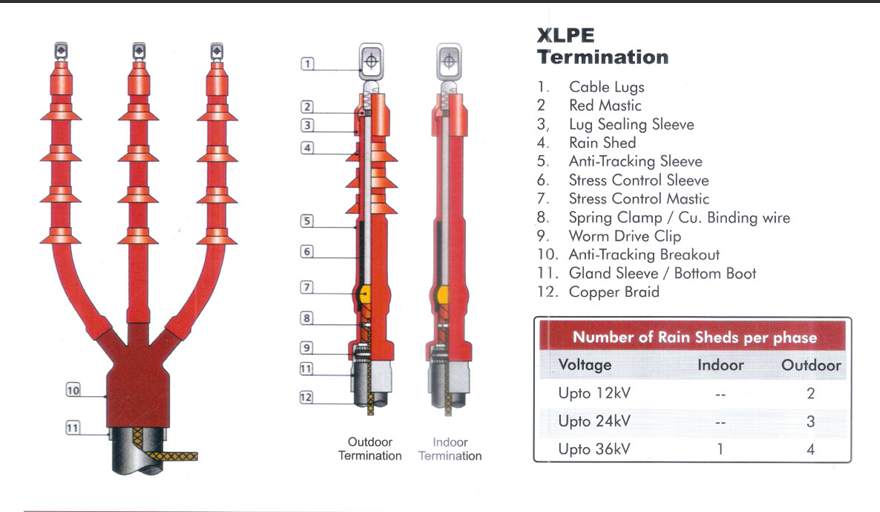 XLPE
Termination
1. Cable Lugs
2 Red Mastic
3, Lug Sealing Sleeve
4. Rain Shed
5. Anti-Tracking Sleeve
6. Stress Control Sleeve
7. Stress Control Mastic
8. Spring Clamp / Cu. Binding wire
9. Worm Drive Clip
10. Anti-Tracking Breakout
11. Gland Sleeve / Bottom Boot
12. Copper Braid
1
2
3
4
5
6
7
8
9
11
12
10
11
Outdoor
Termination
Indoor
Termination
Number of Rain Sheds per phase
Voltage Indoor Outdoor
Upto 12kV -- 2
Upto 24kV -- 3
Upto 36kV 1 4